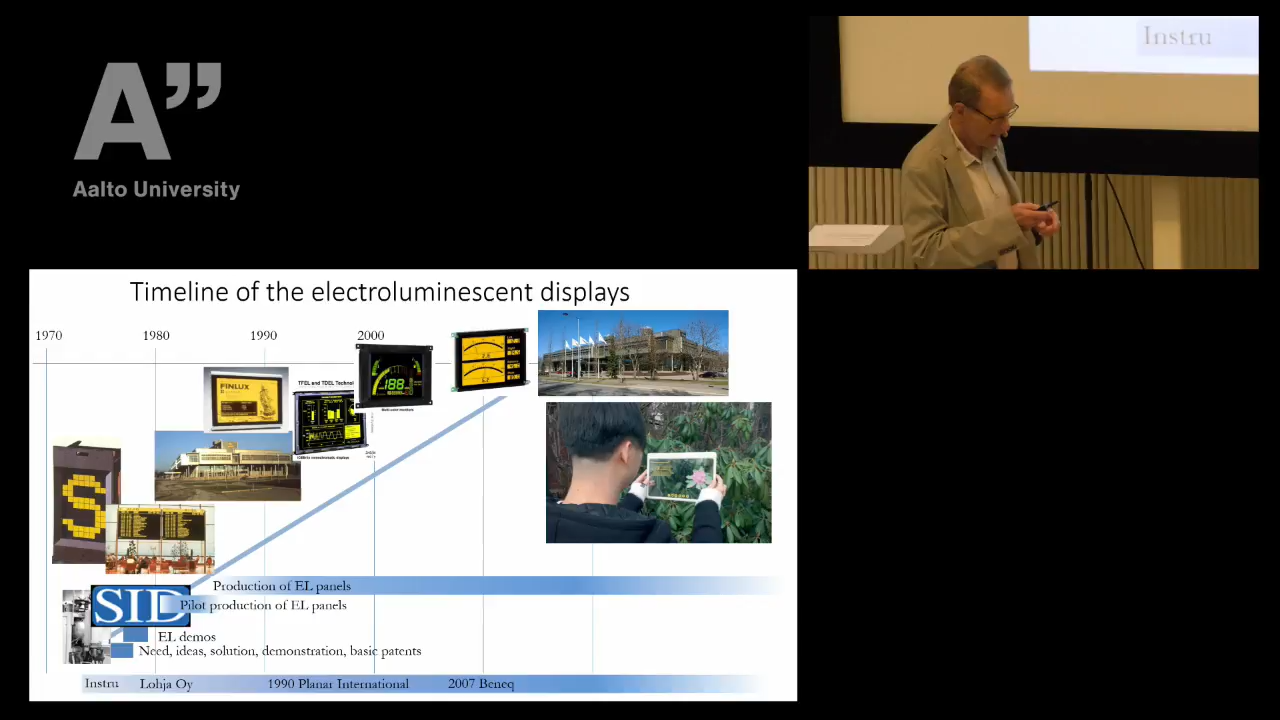 A”
Aalto University
Instru
Timeline of the electroluminescent displays
1970 1980 1990 2000
FINLUX
TFEL and TDEL Technol
188
S
SID
Production of EL panels
Pilot production of EL panels
EL demos
Need, ideas, solution, demonstration, basic patents
Instru Lohja Oy 1990 Planar International 2007 Beneq